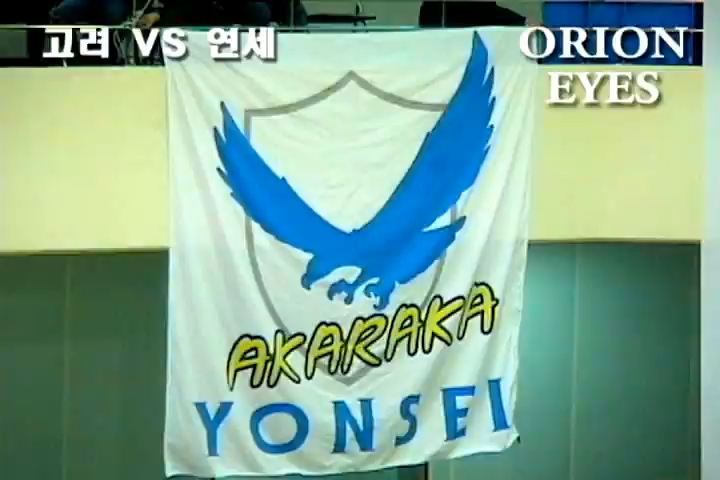 고려 VS 연세
ORION
EYES
AKARAKA
YONSEI